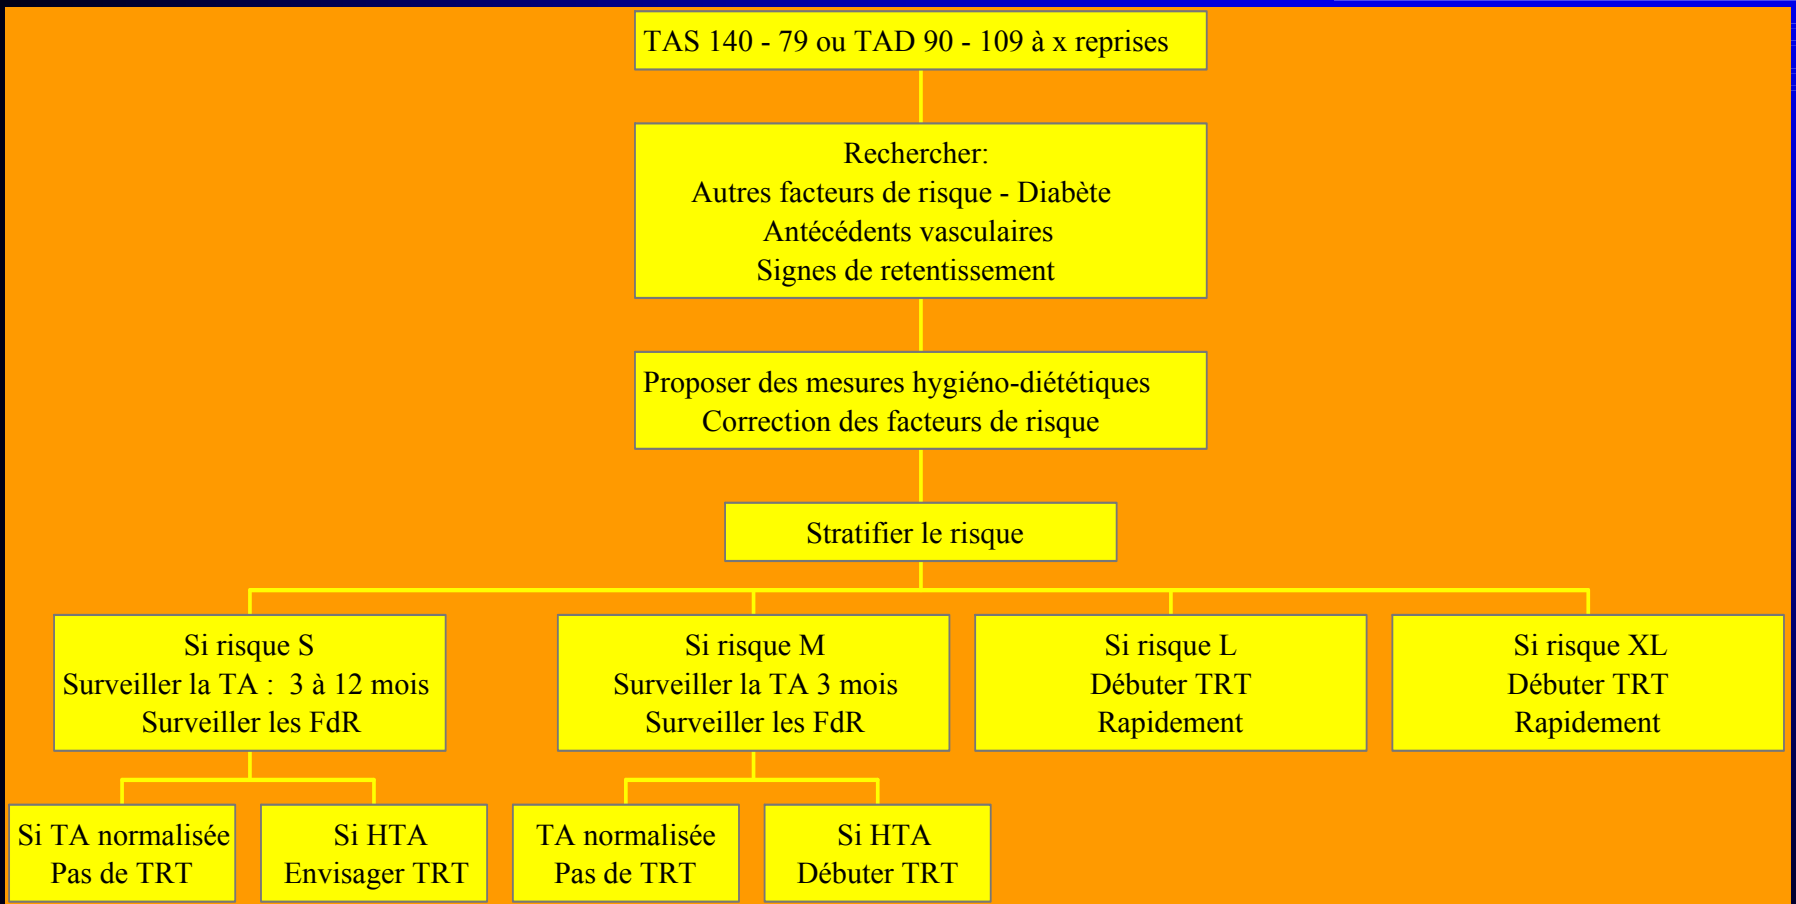 TAS 140 - 79 ou TAD 90 - 109 à x reprises
Rechercher:
Autres facteurs de risque - Diabète
Antécédents vasculaires
Signes de retentissement
Proposer des mesures hygiéno-diététiques
Correction des facteurs de risque
Stratifier le risque
Si risque S
Surveiller la TA : 3 à 12 mois
Surveiller les FdR
Si risque M
Surveiller la TA 3 mois
Surveiller les FdR
Si risque L
Débuter TRT
Rapidement
Si risque XL
Débuter TRT
Rapidement
Si TA normalisée
Pas de TRT
Si HTA
Envisager TRT
TA normalisée
Pas de TRT
Si HTA
Débuter TRT